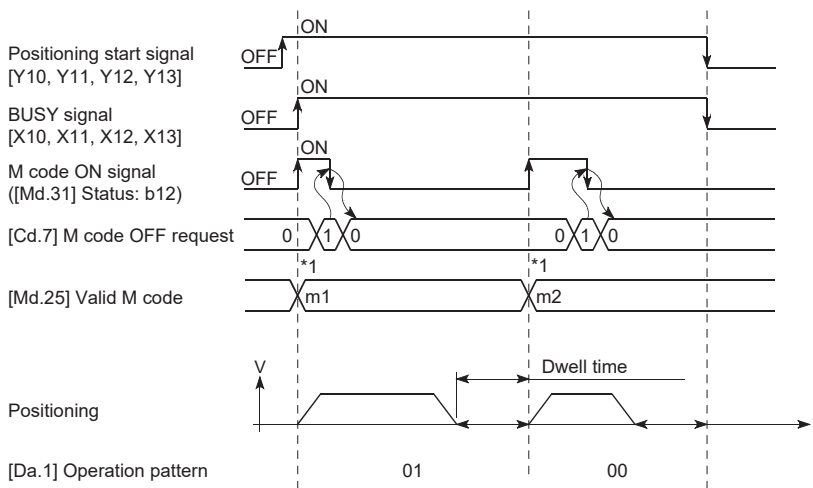 ON
Positioning start signal
OFF
[Y10, Y11, Y12, Y13]
ON
BUSY signal
OFF
[X10, X11, X12, X13]
ON
M code ON signal
OFF
([Md.31] Status: b12)
[Cd.7] M code OFF request 0 1 0 0 1 0
*1 *1
[Md.25] Valid M code m1 m2
V
Dwell time
Positioning
[Da.1] Operation pattern 01 00